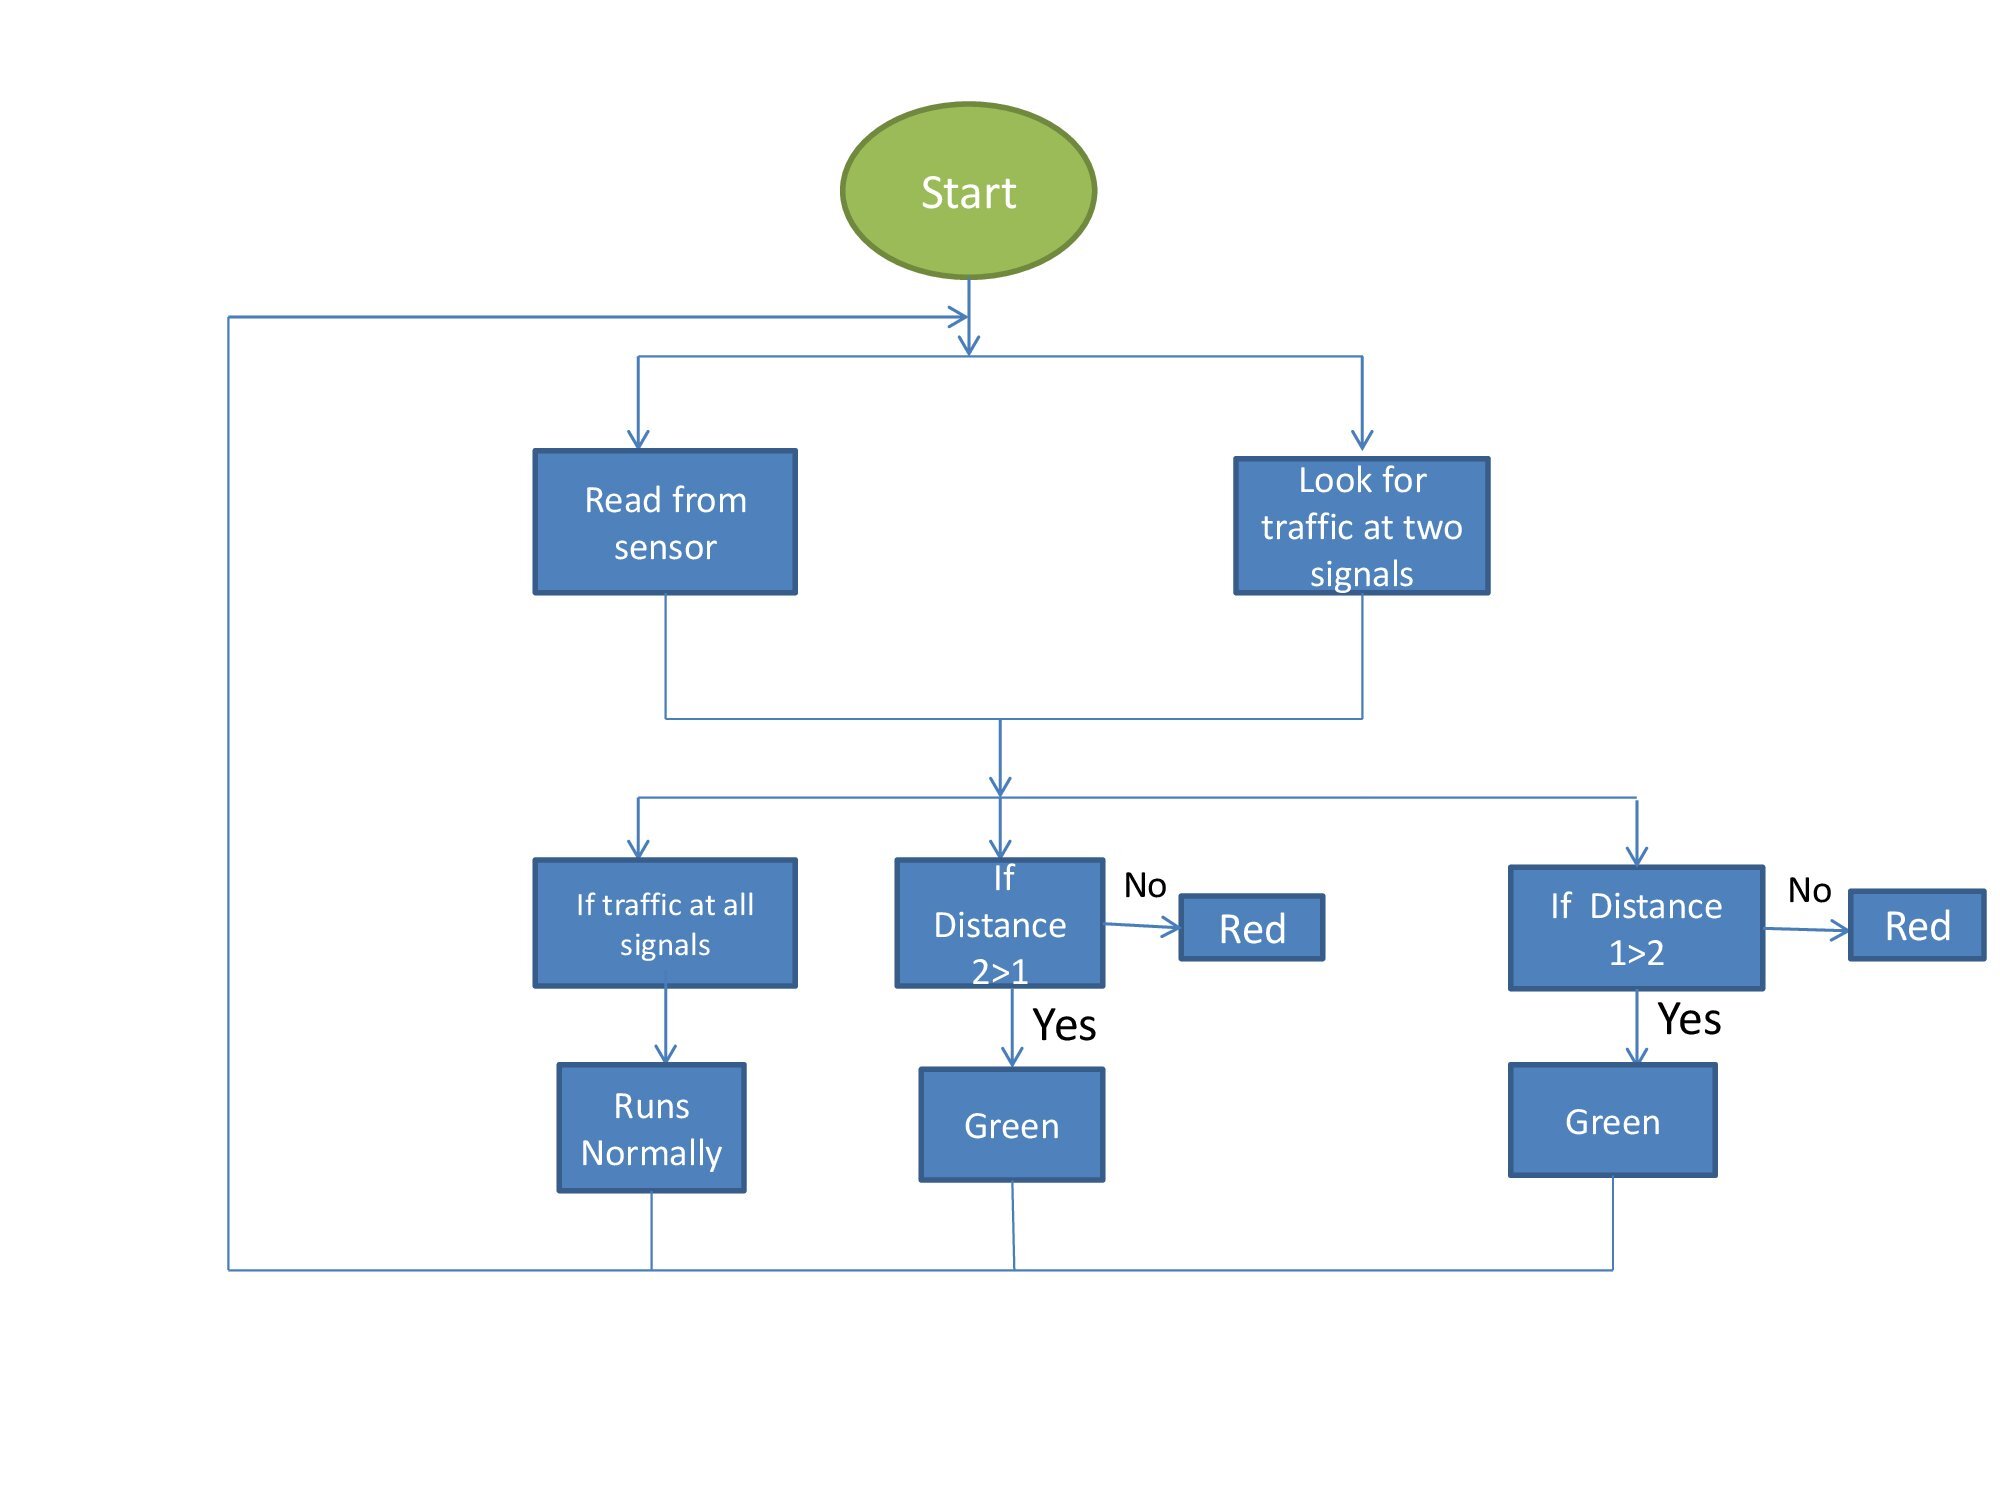 Start
Read from
sensor
Look for
traffic at two
signals
If traffic at all
signals
If
Distance
2>1
No
Red
If  Distance
1>2
No
Red
Yes
Yes
Runs
Normally
Green
Green